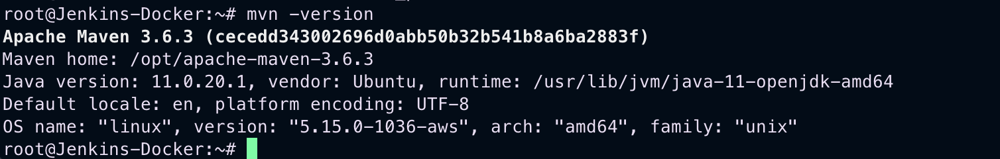 root@Jenkins-Docker:~# mvn -version
Apache Maven 3.6.3 (cecedd343002696d0abb50b32b541b8a6ba2883f)
Maven home: /opt/apache-maven-3.6.3
Java version: 11.0.20.1, vendor: Ubuntu, runtime: /usr/lib/jvm/java-11-openjdk-amd64
Default locale: en, platform encoding: UTF-8
OS name: "linux", version: "5.15.0-1036-aws", arch: "amd64", family: "unix"
root@Jenkins-Docker:~#